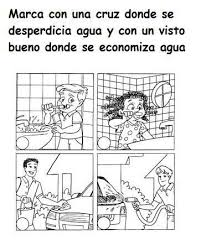 Marca con una cruz donde se
desperdicia agua y con un visto
bueno donde se economiza agua